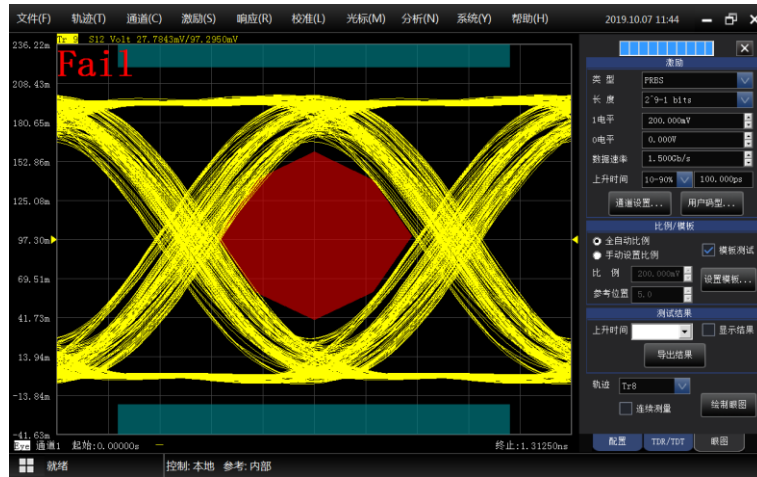 文件(F) 轨迹(T) 通道(C) 激励(S) 响应(R) 校准(L) 光标(M) 分析(N) 系统(Y) 帮助(H) 2019.10.07 11:44
Tr 9 S12 Volt 27.7843mV/97.2950mV
Fail
236.22m
208.43m
180.65m
152.86m
125.08m
97.30m
69.51m
41.73m
13.94m
-13.84m
-41.63m
Eye 通道1 起始:0.00000s
终止:1.31250ns
激励
类 型 PRBS
长 度 2^9-1 bits
1电平 200.000mV
0电平 0.000V
数据速率 1.500Gb/s
上升时间 10-90% 100.000ps
通道设置... 用户码型...
比例/模板
全自动比例
手动设置比例
模板测试
比 例 200.000mV
设置模板...
参考位置 5.0
测试结果
上升时间 显示结果
导出结果
轨迹 Tr8
连续测量 绘制眼图
配置 TDR/TDT 眼图
就绪 控制: 本地 参考: 内部